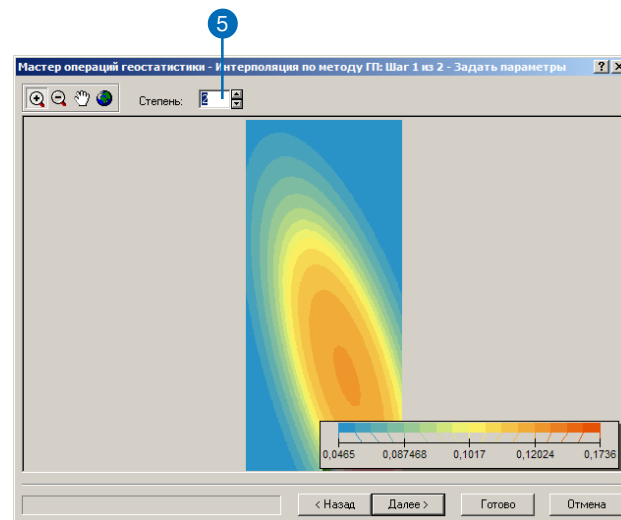 5
Мастер операций геостатистики - Интерполяция по методу ГП: Шаг 1 из 2 - Задать параметры
Степень: 2
0,0465 0,087468 0,1017 0,12024 0,1736
< Назад Далее > Готово Отмена